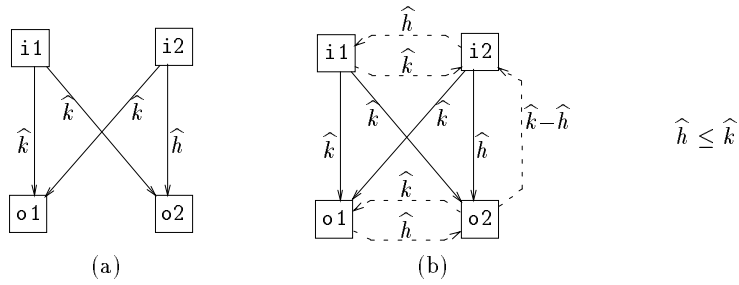 i1 i2
k̂ k̂ k̂ ĥ
o1 o2
(a)
ĥ
i1 i2
k̂
k̂ k̂ k̂ ĥ k̂−ĥ
k̂
o1 o2
ĥ
(b)
ĥ ≤ k̂